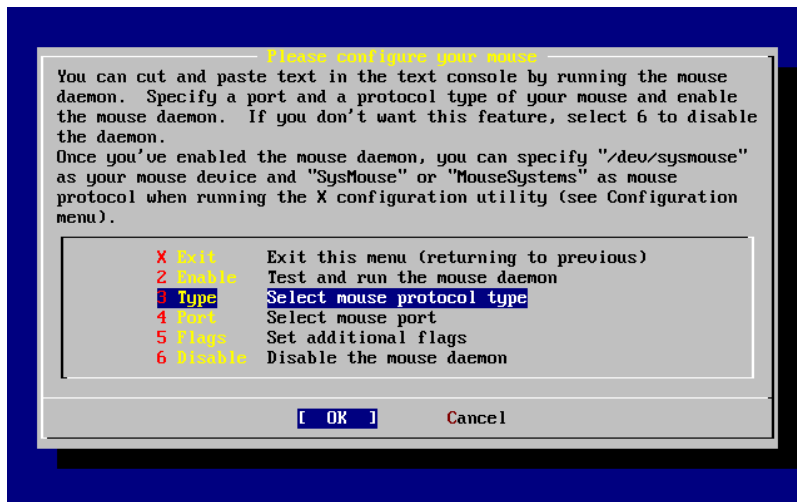 Please configure your mouse
You can cut and paste text in the text console by running the mouse
daemon.  Specify a port and a protocol type of your mouse and enable
the mouse daemon.  If you don't want this feature, select 6 to disable
the daemon.
Once you've enabled the mouse daemon, you can specify "/dev/sysmouse"
as your mouse device and "SysMouse" or "MouseSystems" as mouse
protocol when running the X configuration utility (see Configuration
menu).
X Exit Exit this menu (returning to previous)
2 Enable Test and run the mouse daemon
3 Type Select mouse protocol type
4 Port Select mouse port
5 Flags Set additional flags
6 Disable Disable the mouse daemon
[ OK ] Cancel